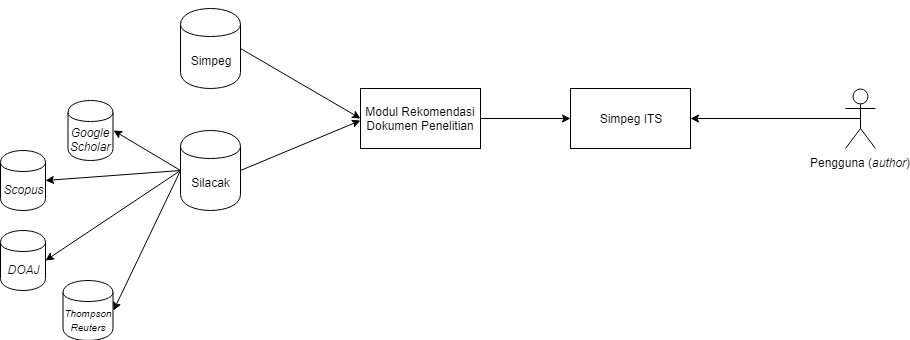 Simpeg
Google
Scholar
Modul Rekomendasi
Dokumen Penelitian
Simpeg ITS
Pengguna (author)
Scopus
Silacak
DOAJ
Thompson
Reuters